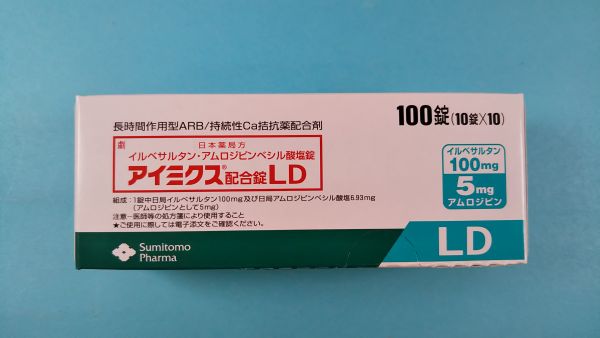 長時間作用型ARB/持続性Ca拮抗薬配合剤
100錠(10錠×10)
劇
日本薬局方
イルベサルタン・アムロジピンベシル酸塩錠
アイミクス®配合錠LD
組成:1錠中日局イルベサルタン100mg及び日局アムロジピンベシル酸塩6.93mg
(アムロジピンとして5mg)
注意-医師等の処方箋により使用すること
★ご使用に際しては電子添文をご確認ください。
イルベサルタン
100mg
5mg
アムロジピン
Sumitomo
Pharma
LD